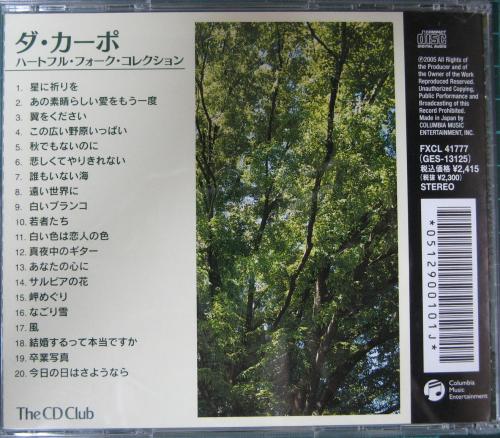 ダ・カーポ
ハートフル・フォーク・コレクション
1. 星に祈りを
2. あの素晴らしい愛をもう一度
3. 翼をください
4. この広い野原いっぱい
5. 秋でもないのに
6. 悲しくてやりきれない
7. 誰もいない海
8. 遠い世界に
9. 白いブランコ
10. 若者たち
11. 白い色は恋人の色
12. 真夜中のギター
13. あなたの心に
14. サルビアの花
15. 岬めぐり
16. なごり雪
17. 風
18. 結婚するって本当ですか
19. 卒業写真
20. 今日の日はさようなら
The CD Club
COMPACT
disc
DIGITAL AUDIO
℗2005 All Rights of
the Producer and of
the Owner of the Work
Reproduced Reserved.
Unauthorized Copying,
Public Performance and
Broadcasting of this
Record Prohibited.
Made in Japan by
COLUMBIA MUSIC
ENTERTAINMENT, INC.
FXCL 41777
(GES-13125)
税込価格 ¥2,415
(税抜 ¥2,300)
STEREO
*0512900101J*
Columbia
Music
Entertainment